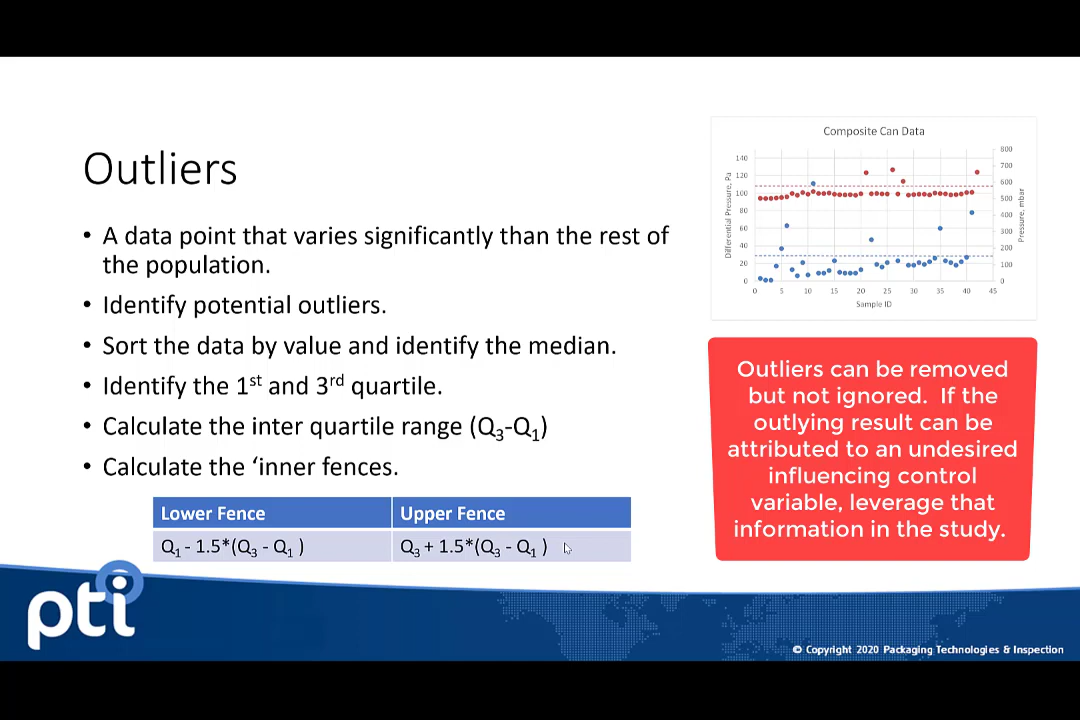 Outliers
• A data point that varies significantly than the rest of
the population.
• Identify potential outliers.
• Sort the data by value and identify the median.
• Identify the 1st and 3rd quartile.
• Calculate the inter quartile range (Q3-Q1)
• Calculate the ‘inner fences.
Lower Fence Upper Fence
Q1 - 1.5*(Q3 - Q1 ) Q3 + 1.5*(Q3 - Q1 )
Composite Can Data
Differential Pressure, Pa
140
120
100
80
60
40
20
0
800
700
600
500
400
300
200
100
0
Pressure, mbar
0 5 10 15 20 25 30 35 40 45
Sample ID
Outliers can be removed
but not ignored. If the
outlying result can be
attributed to an undesired
influencing control
variable, leverage that
information in the study.
pti
© Copyright 2020 Packaging Technologies & Inspection